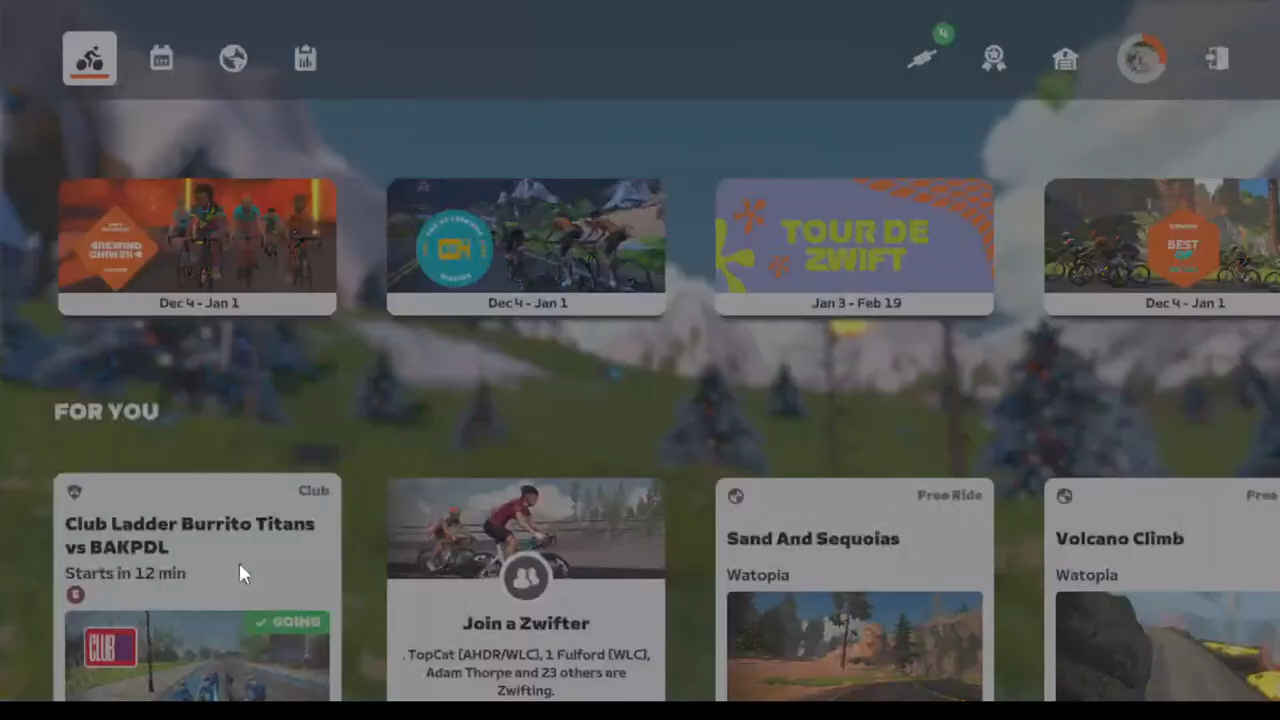 4
Dec 4 - Jan 1
Dec 4 - Jan 1
TOUR DE
ZWIFT
Jan 3 - Feb 19
BEST
Dec 4 - Jan 1
FOR YOU
Club
Club Ladder Burrito Titans
vs BAKPDL
Starts in 12 min
6
GOING
CLUB
Join a Zwifter
. TopCat (AHDR/WLC), 1 Fulford (WLC),
Adam Thorpe and 23 others are
Zwifting.
Free Ride
Sand And Sequoias
Watopia
Free
Volcano Climb
Watopia